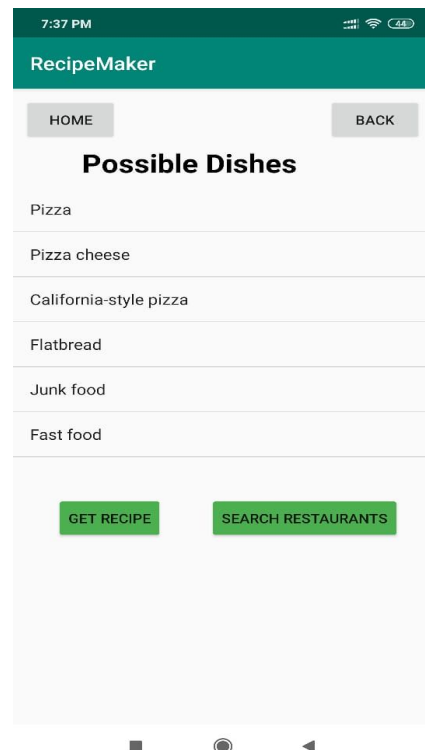 7:37 PM 44
RecipeMaker
HOME BACK
Possible Dishes
Pizza
Pizza cheese
California-style pizza
Flatbread
Junk food
Fast food
GET RECIPE SEARCH RESTAURANTS